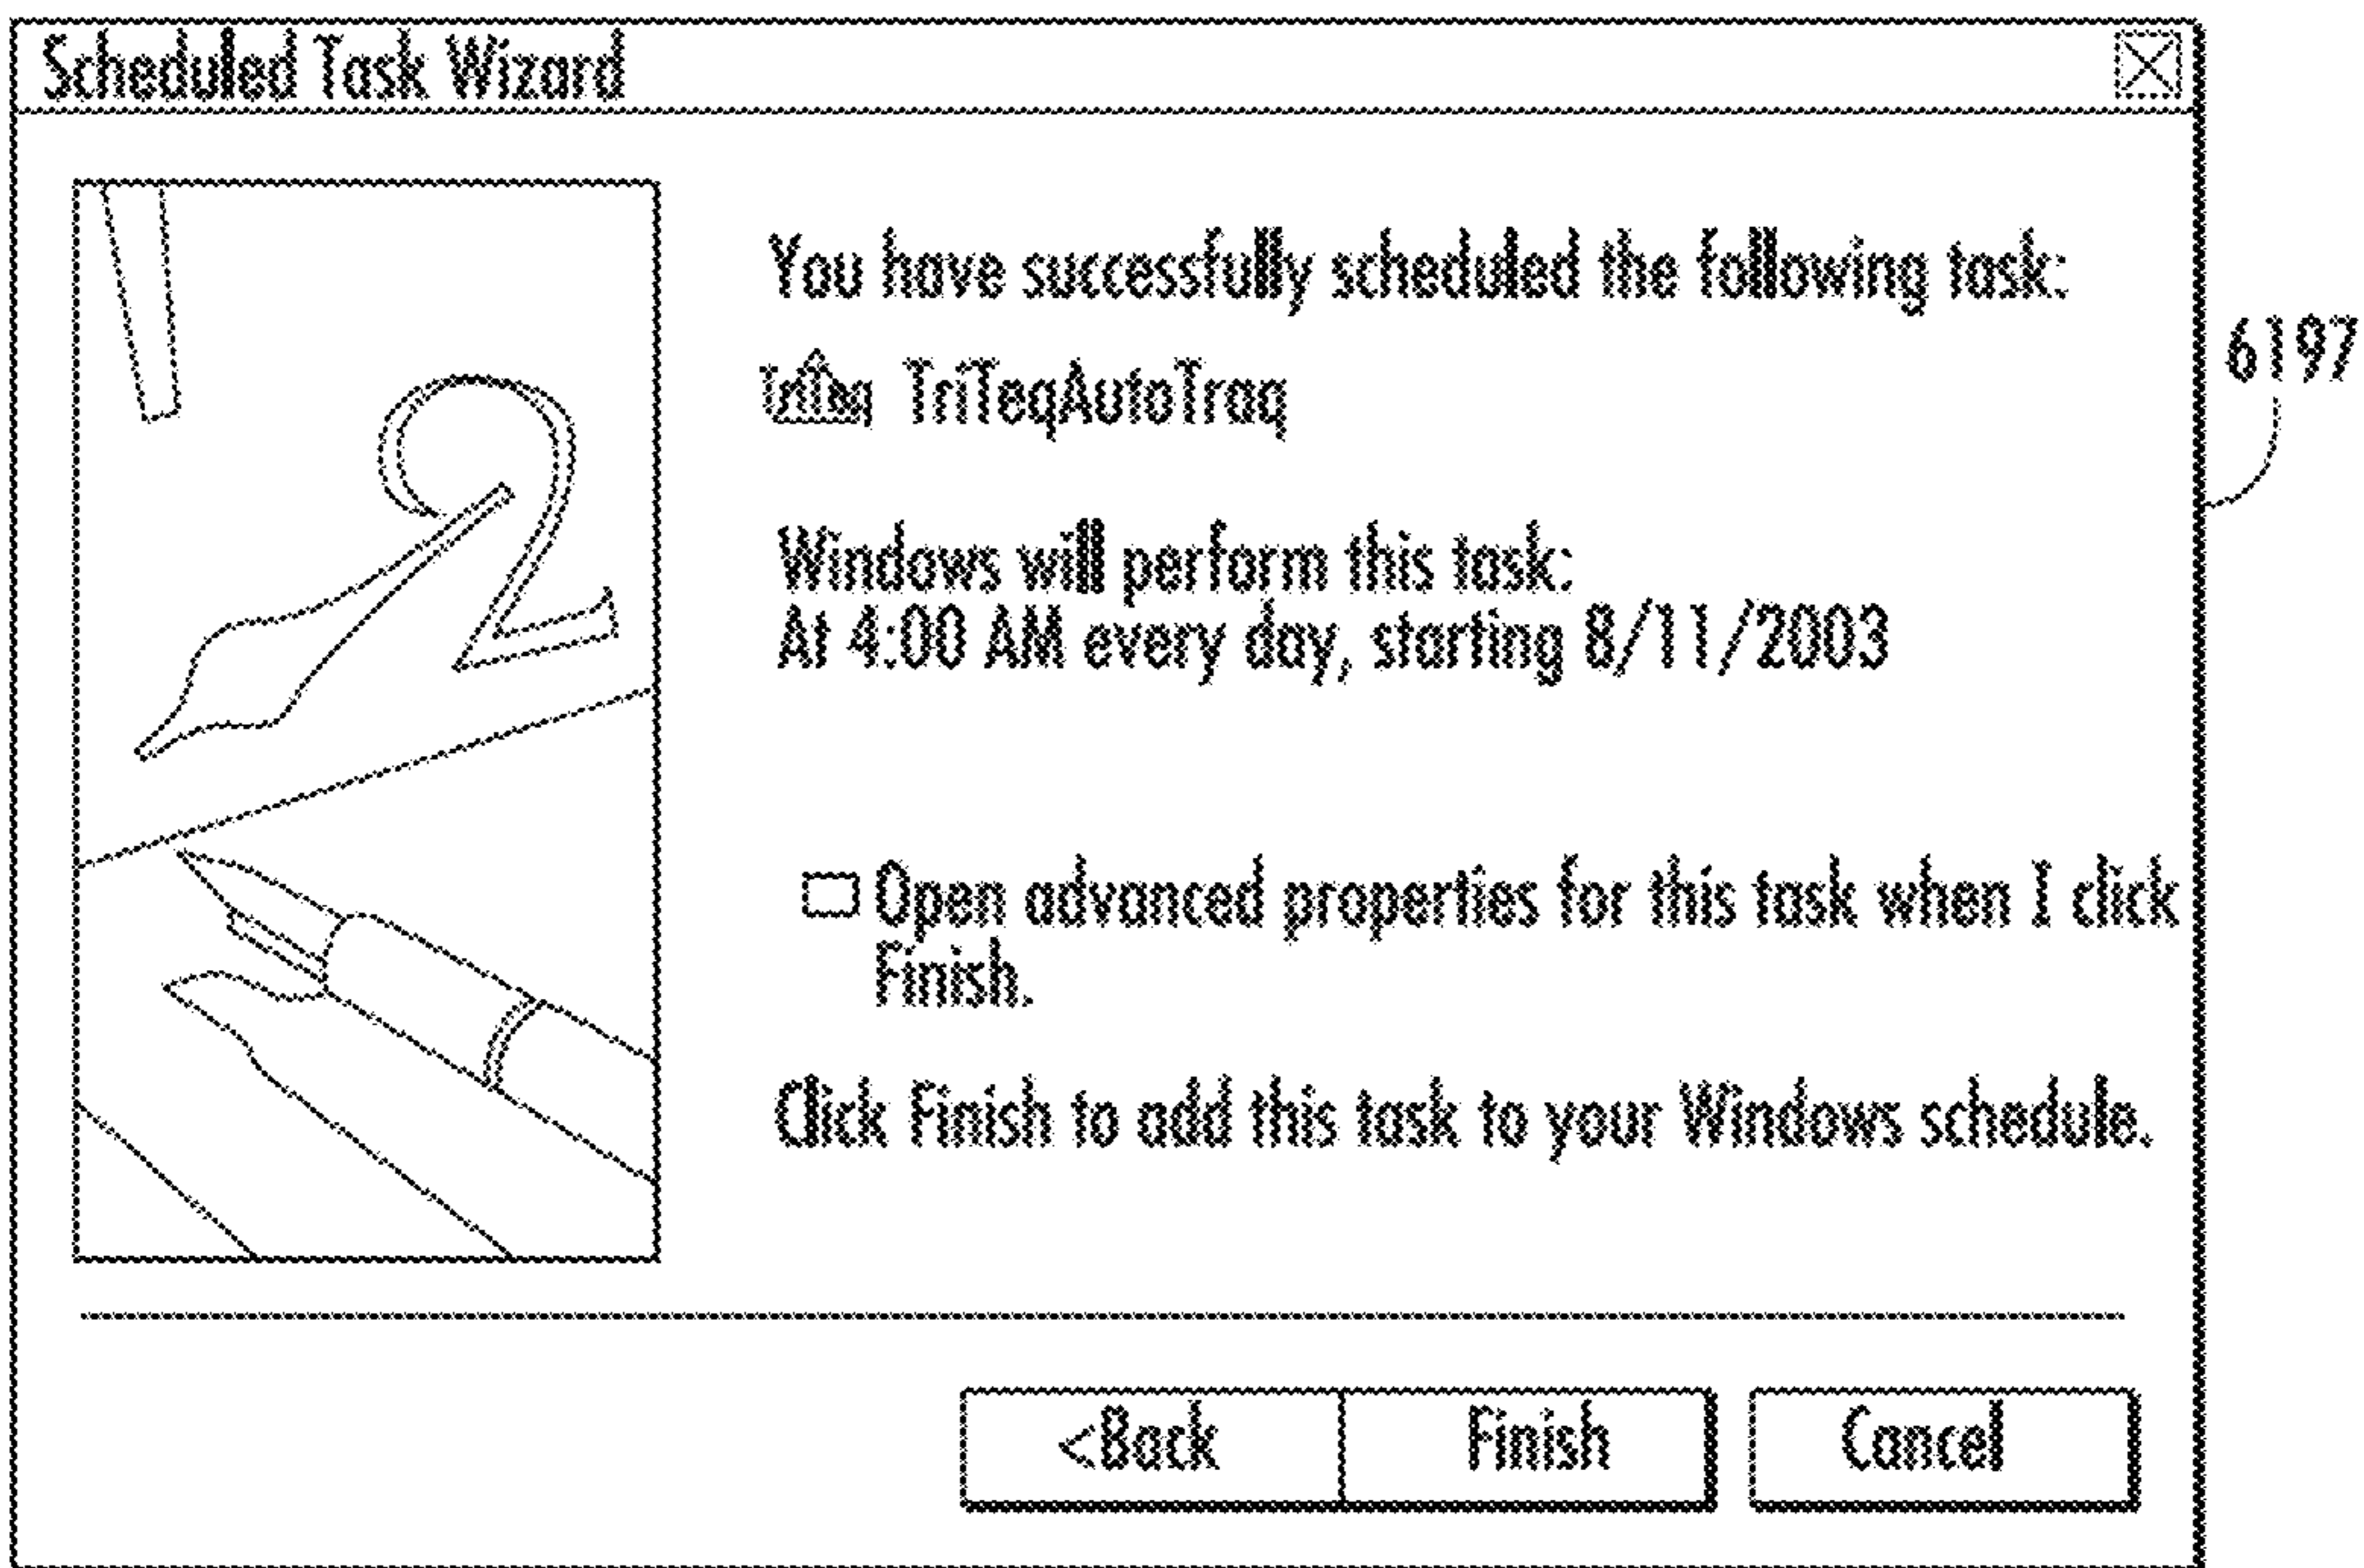 Scheduled Task Wizard
You have successfully scheduled the following task:
6197
TriTeq TriTeqAutoTraq
Windows will perform this task:
At 4:00 AM every day, starting 8/11/2003
Open advanced properties for this task when I click
Finish.
Click Finish to add this task to your Windows schedule.
<Back Finish Cancel